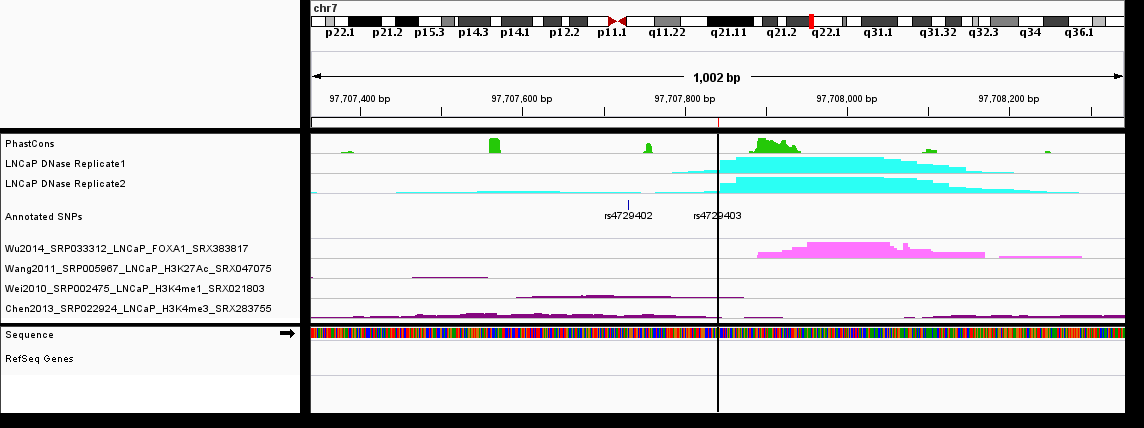 chr7
p22.1 p21.2 p15.3 p14.3 p14.1 p12.2 p11.1 q11.22 q21.11 q21.2 q22.1 q31.1 q31.32 q32.3 q34 q36.1
1,002 bp
97,707,400 bp 97,707,600 bp 97,707,800 bp 97,708,000 bp 97,708,200 bp
PhastCons
LNCaP DNase Replicate1
LNCaP DNase Replicate2
Annotated SNPs
rs4729402 rs4729403
Wu2014_SRP033312_LNCaP_FOXA1_SRX383817
Wang2011_SRP005967_LNCaP_H3K27Ac_SRX047075
Wei2010_SRP002475_LNCaP_H3K4me1_SRX021803
Chen2013_SRP022924_LNCaP_H3K4me3_SRX283755
Sequence
RefSeq Genes